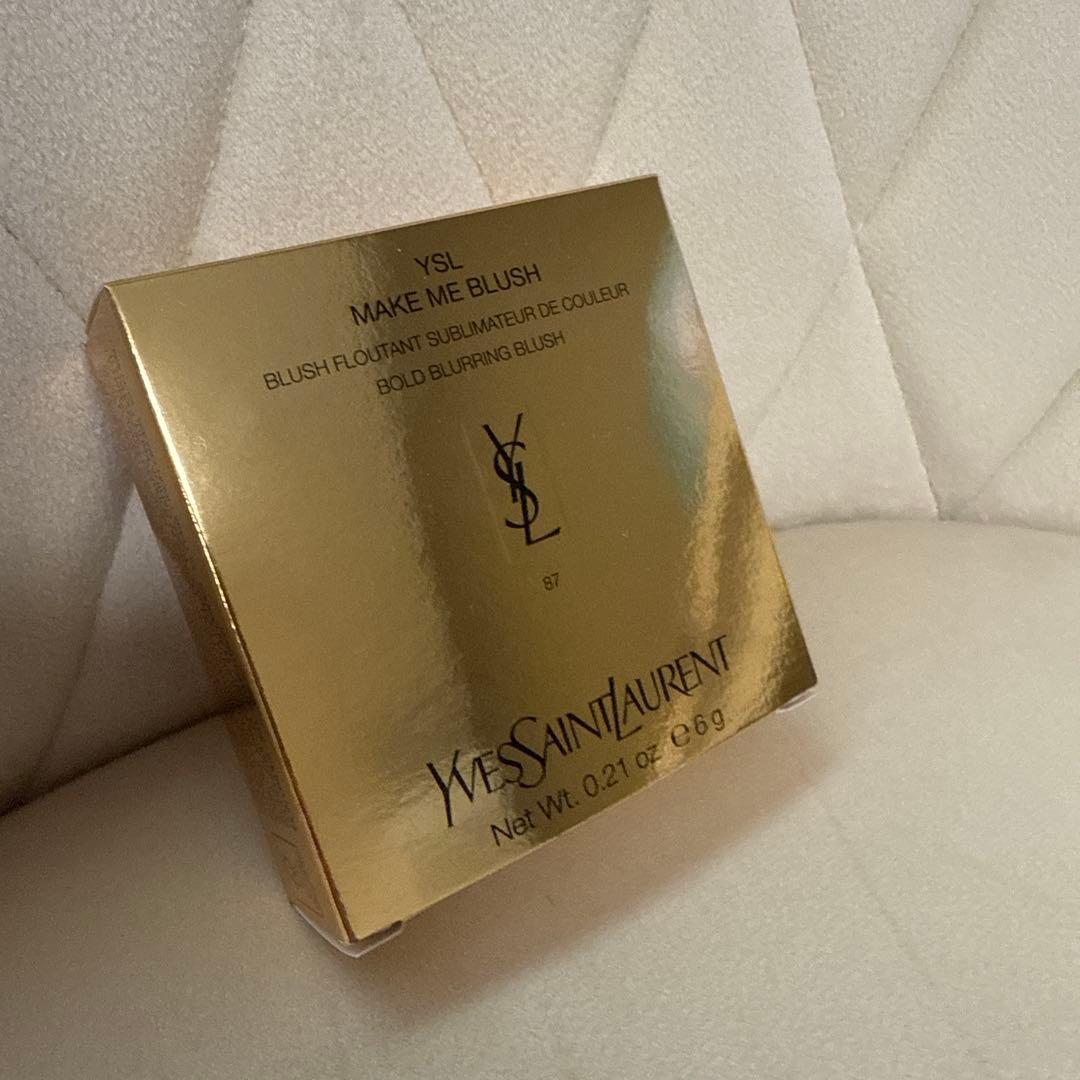 YSL
MAKE ME BLUSH
BLUSH FLOUTANT SUBLIMATEUR DE COULEUR
BOLD BLURRING BLUSH
YSL
87
YVESSAINTLAURENT
Net Wt. 0.21 oz ℮ 6 g